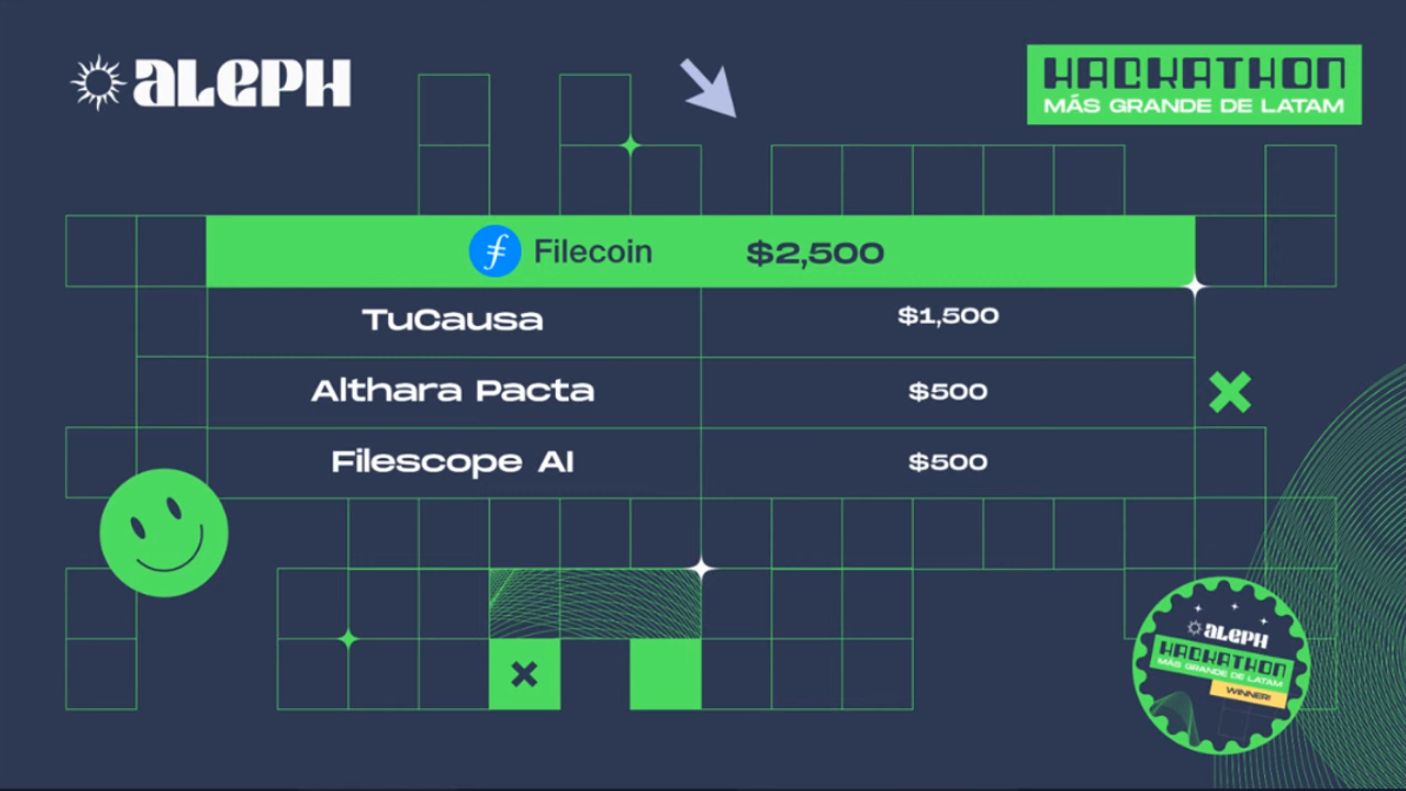 ALEPH
HACKATHON
MÁS GRANDE DE LATAM
Filecoin $2,500
TuCausa $1,500
Althara Pacta $500
Filescope AI $500
ALEPH
HACKATHON
MÁS GRANDE DE LATAM
WINNER!